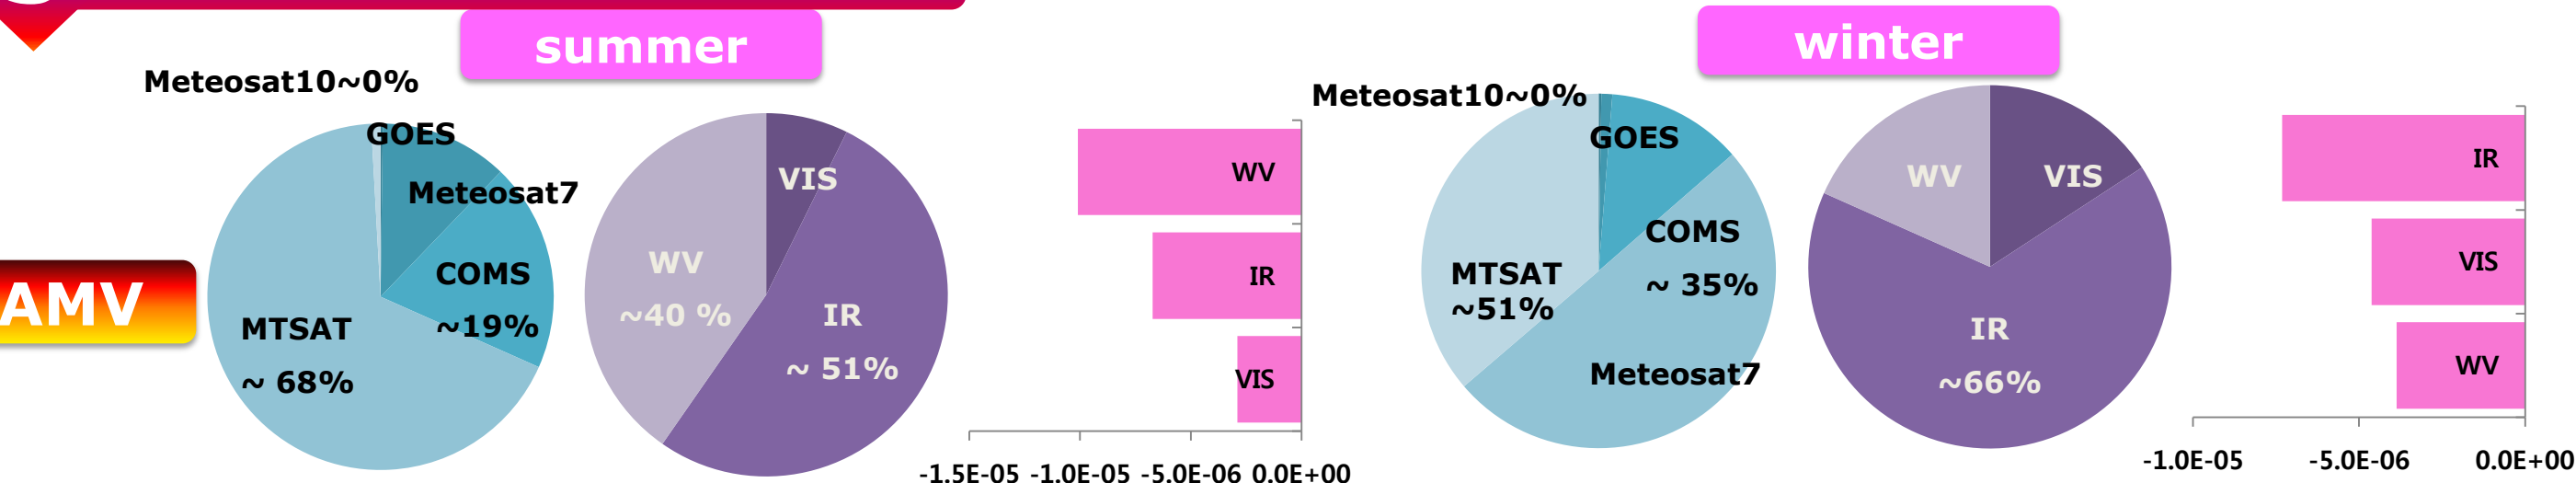 summer
winter
Meteosat10~0%
GOES
Meteosat7
COMS
~19%
MTSAT
~ 68%
AMV
VIS
WV
~40 %
IR
~ 51%
WV
IR
VIS
-1.5E-05 -1.0E-05 -5.0E-06 0.0E+00
Meteosat10~0%
GOES
COMS
~ 35%
MTSAT
~51%
Meteosat7
WV
VIS
IR
~66%
IR
VIS
WV
-1.0E-05 -5.0E-06 0.0E+00